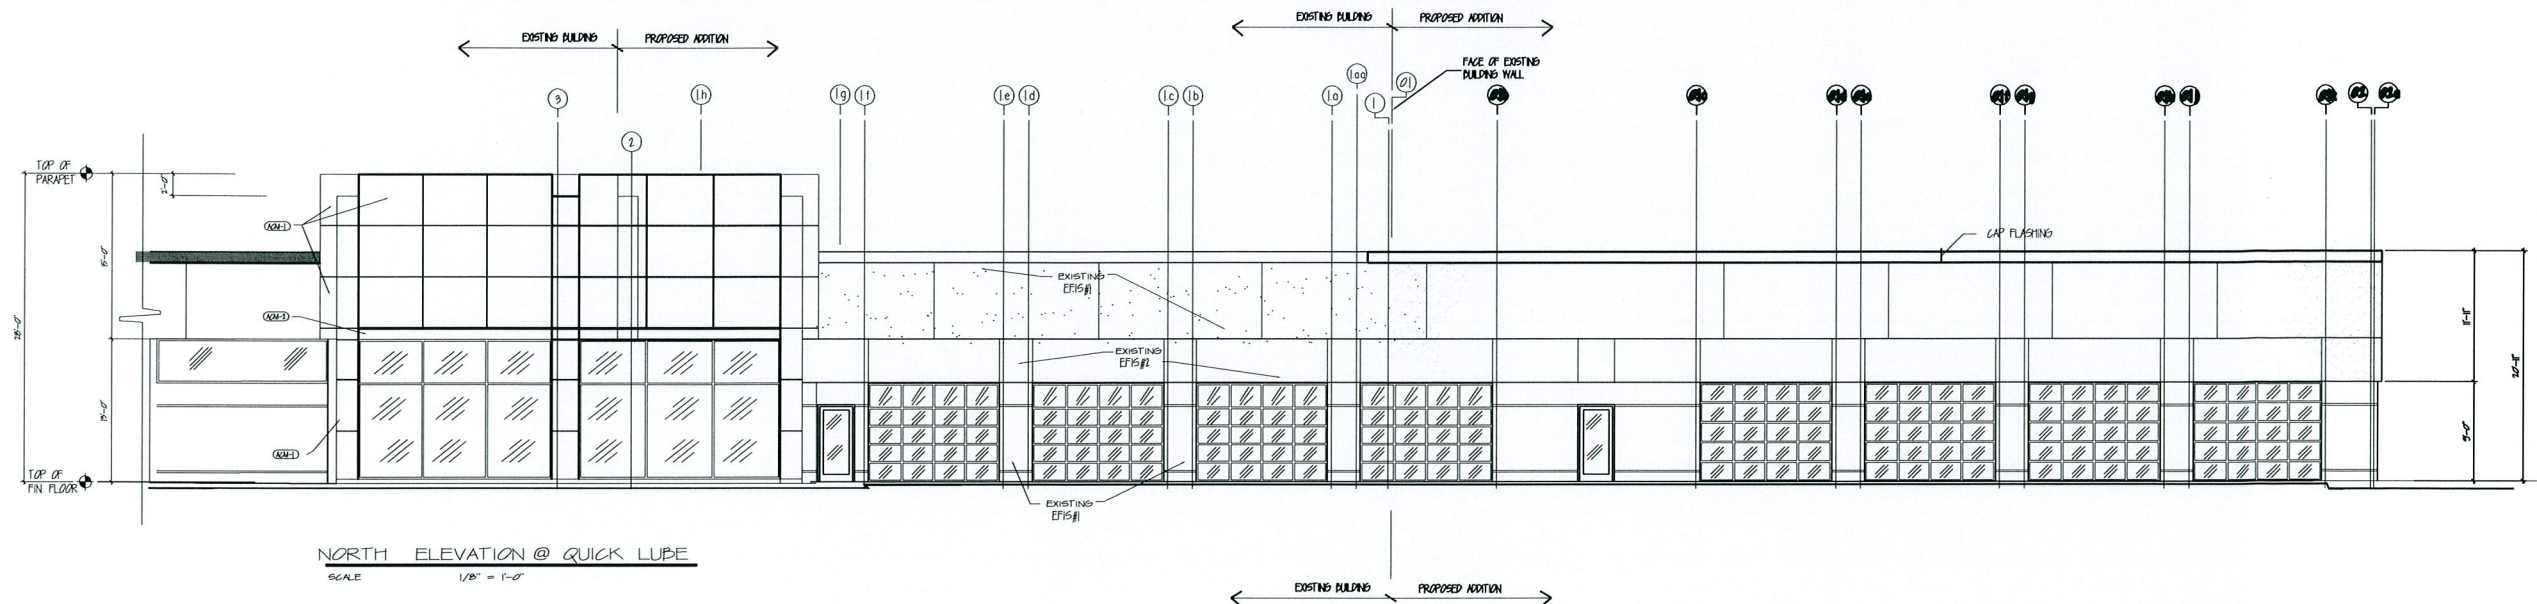 EXISTING BUILDING
PROPOSED ADDITION
EXISTING BUILDING
PROPOSED ADDITION
FACE OF EXISTING
BUILDING WALL
3
2
1h
1g
1f
1e
1d
1c
1b
1a
1aa
1
01
TOP OF
PARAPET
2'-0"
ACM-1
15'-0"
28'-0"
ACM-2
13'-0"
ACM-1
TOP OF
FIN. FLOOR
EXISTING
EFIS#1
EXISTING
EFIS#2
EXISTING
EFIS#1
CAP FLASHING
11'-11"
9'-0"
20'-11"
NORTH ELEVATION @ QUICK LUBE
SCALE 1/8" = 1'-0"
EXISTING BUILDING
PROPOSED ADDITION